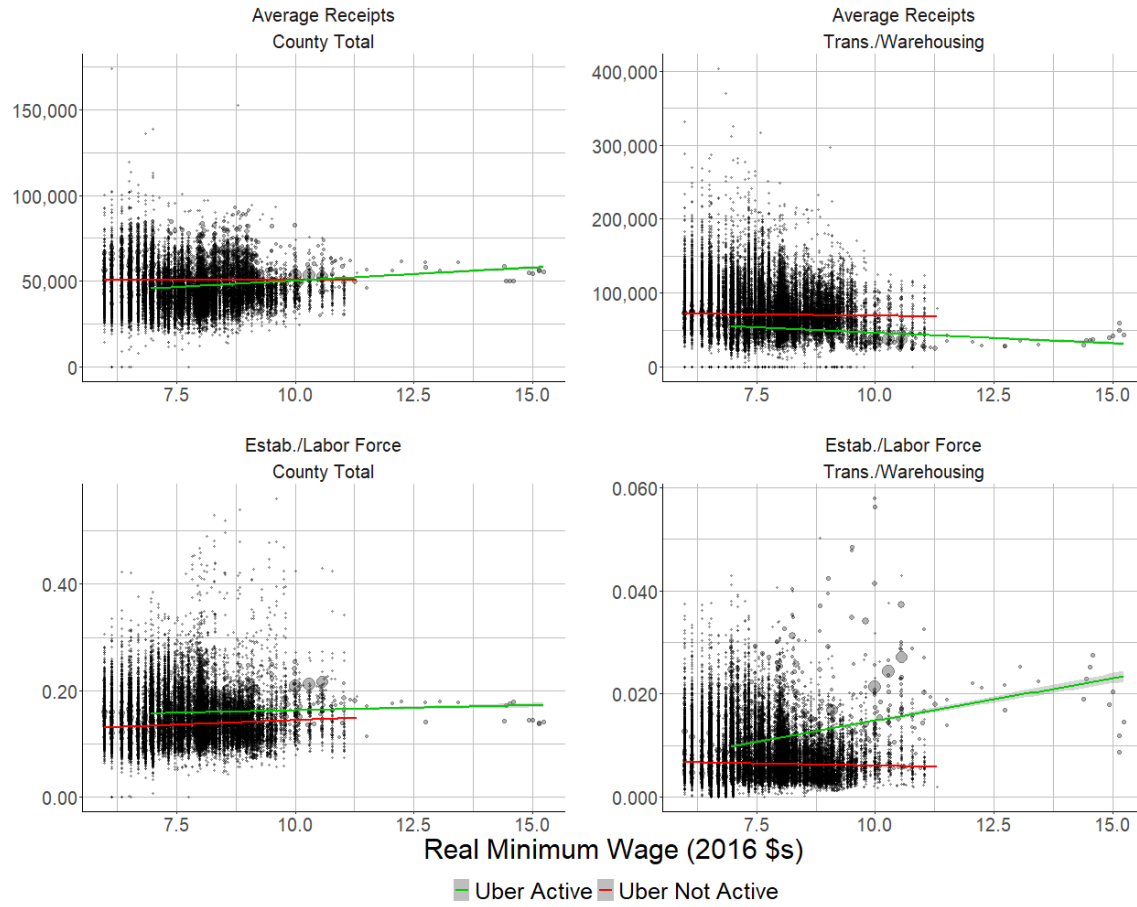 Average Receipts
County Total
150,000
100,000
50,000
0
7.5 10.0 12.5 15.0
Average Receipts
Trans./Warehousing
400,000
300,000
200,000
100,000
0
7.5 10.0 12.5 15.0
Estab./Labor Force
County Total
0.40
0.20
0.00
7.5 10.0 12.5 15.0
Estab./Labor Force
Trans./Warehousing
0.060
0.040
0.020
0.000
7.5 10.0 12.5 15.0
Real Minimum Wage (2016 $s)
Uber Active Uber Not Active